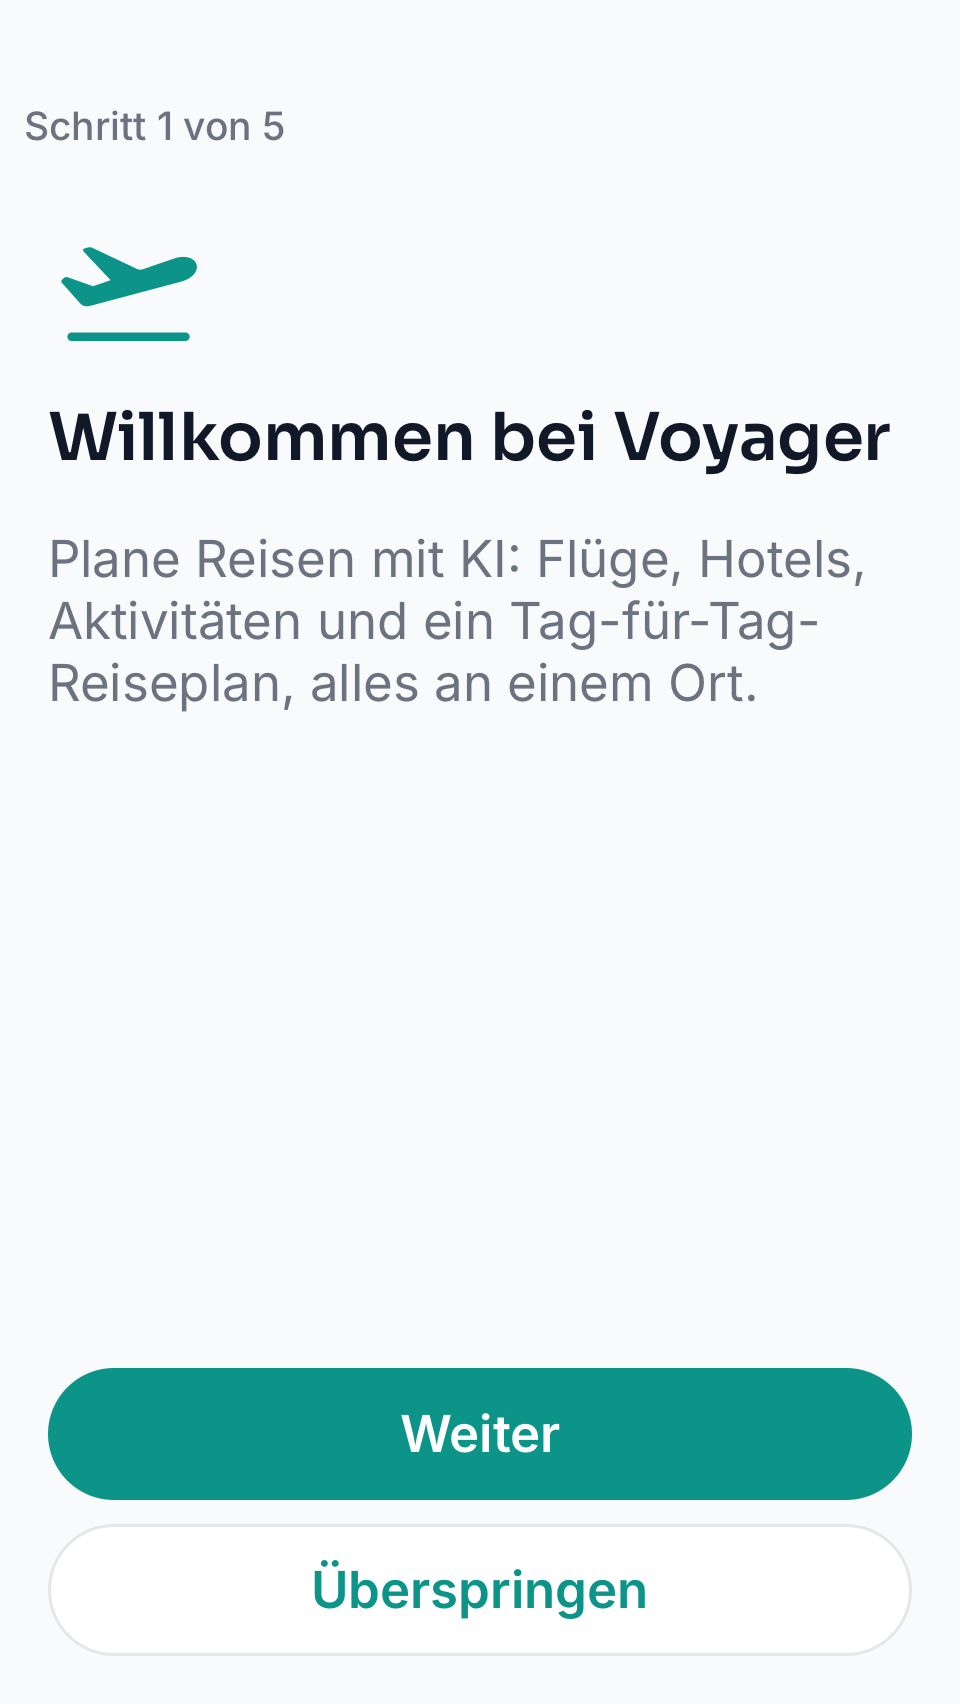 Schritt 1 von 5
Willkommen bei Voyager
Plane Reisen mit KI: Flüge, Hotels,
Aktivitäten und ein Tag-für-Tag-
Reiseplan, alles an einem Ort.
Weiter
Überspringen